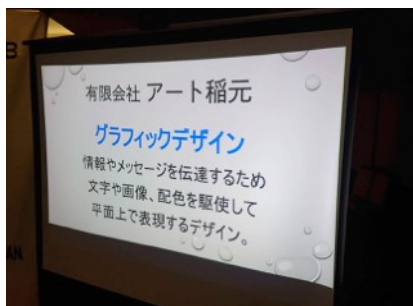 有限会社 アート稲元
グラフィックデザイン
情報やメッセージを伝達するため
文字や画像、配色を駆使して
平面上で表現するデザイン。
B
AN